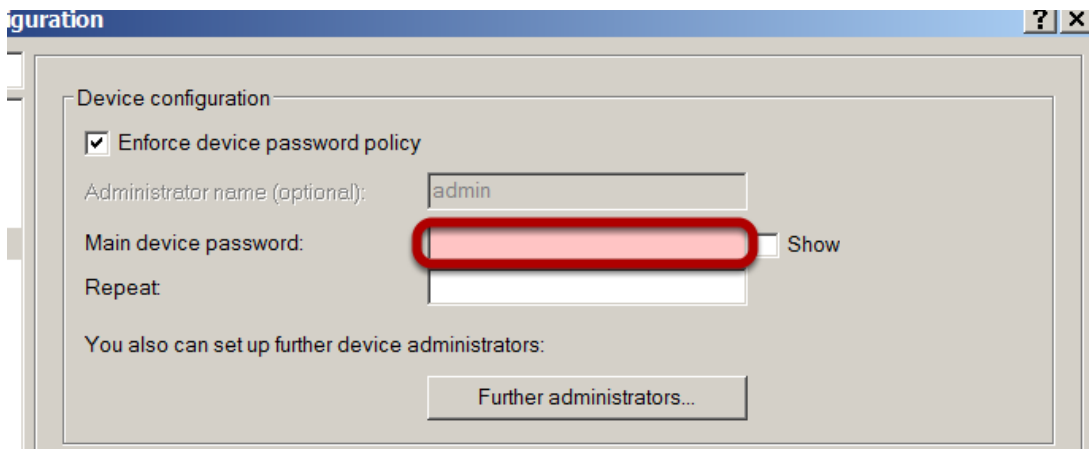 iguration
Device configuration
Enforce device password policy
Administrator name (optional): admin
Main device password: Show
Repeat:
You also can set up further device administrators:
Further administrators...